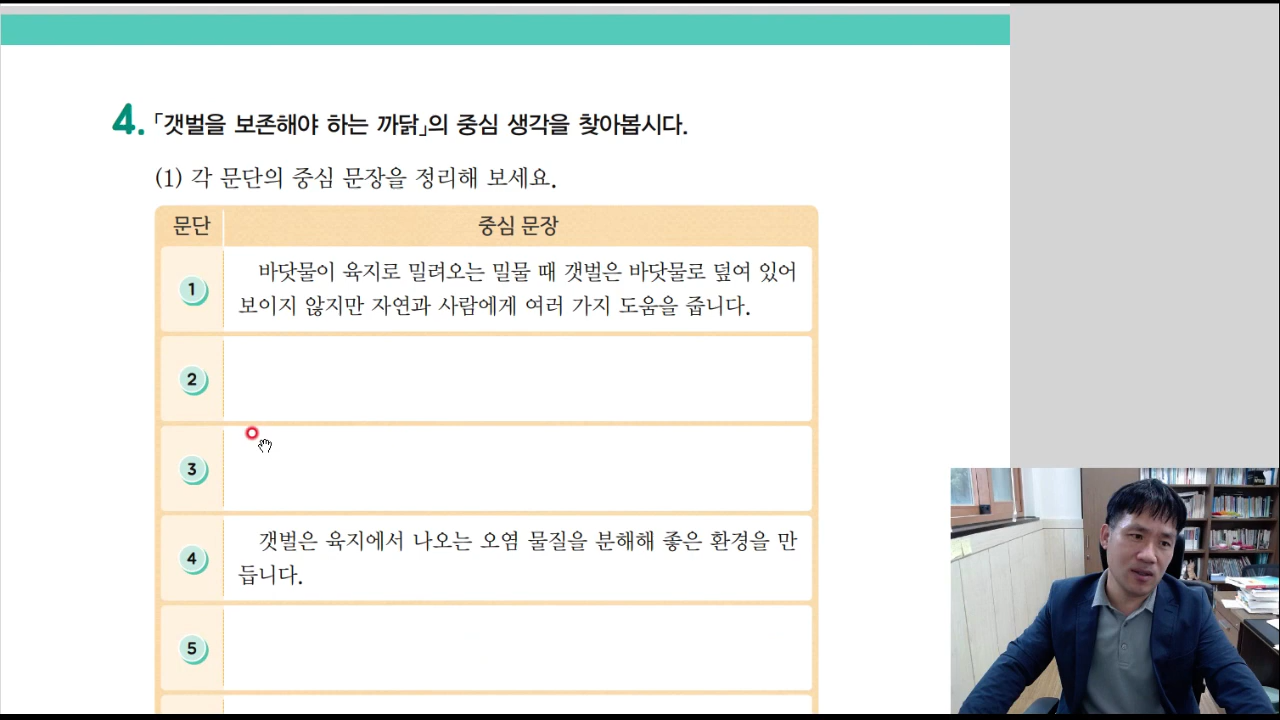 4. 「갯벌을 보존해야 하는 까닭」의 중심 생각을 찾아봅시다.
(1) 각 문단의 중심 문장을 정리해 보세요.
문단 중심 문장
1 바닷물이 육지로 밀려오는 밀물 때 갯벌은 바닷물로 덮여 있어
보이지 않지만 자연과 사람에게 여러 가지 도움을 줍니다.
2
3
4 갯벌은 육지에서 나오는 오염 물질을 분해해 좋은 환경을 만
듭니다.
5